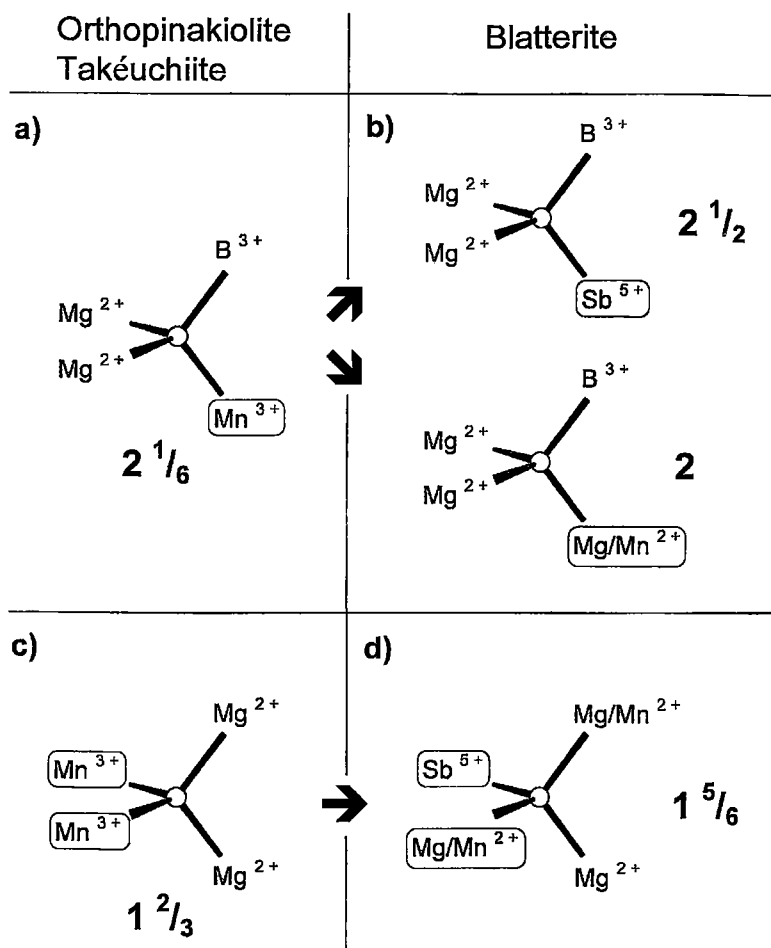 Orthopinakiolite
Takéuchiite
Blatterite
a)
B 3+
Mg 2+
Mg 2+
Mn 3+
2 1/6
b)
B 3+
Mg 2+
Mg 2+
Sb 5+
2 1/2
B 3+
Mg 2+
Mg 2+
Mg/Mn 2+
2
c)
Mg 2+
Mn 3+
Mn 3+
Mg 2+
1 2/3
d)
Mg/Mn 2+
Sb 5+
Mg/Mn 2+
Mg 2+
1 5/6